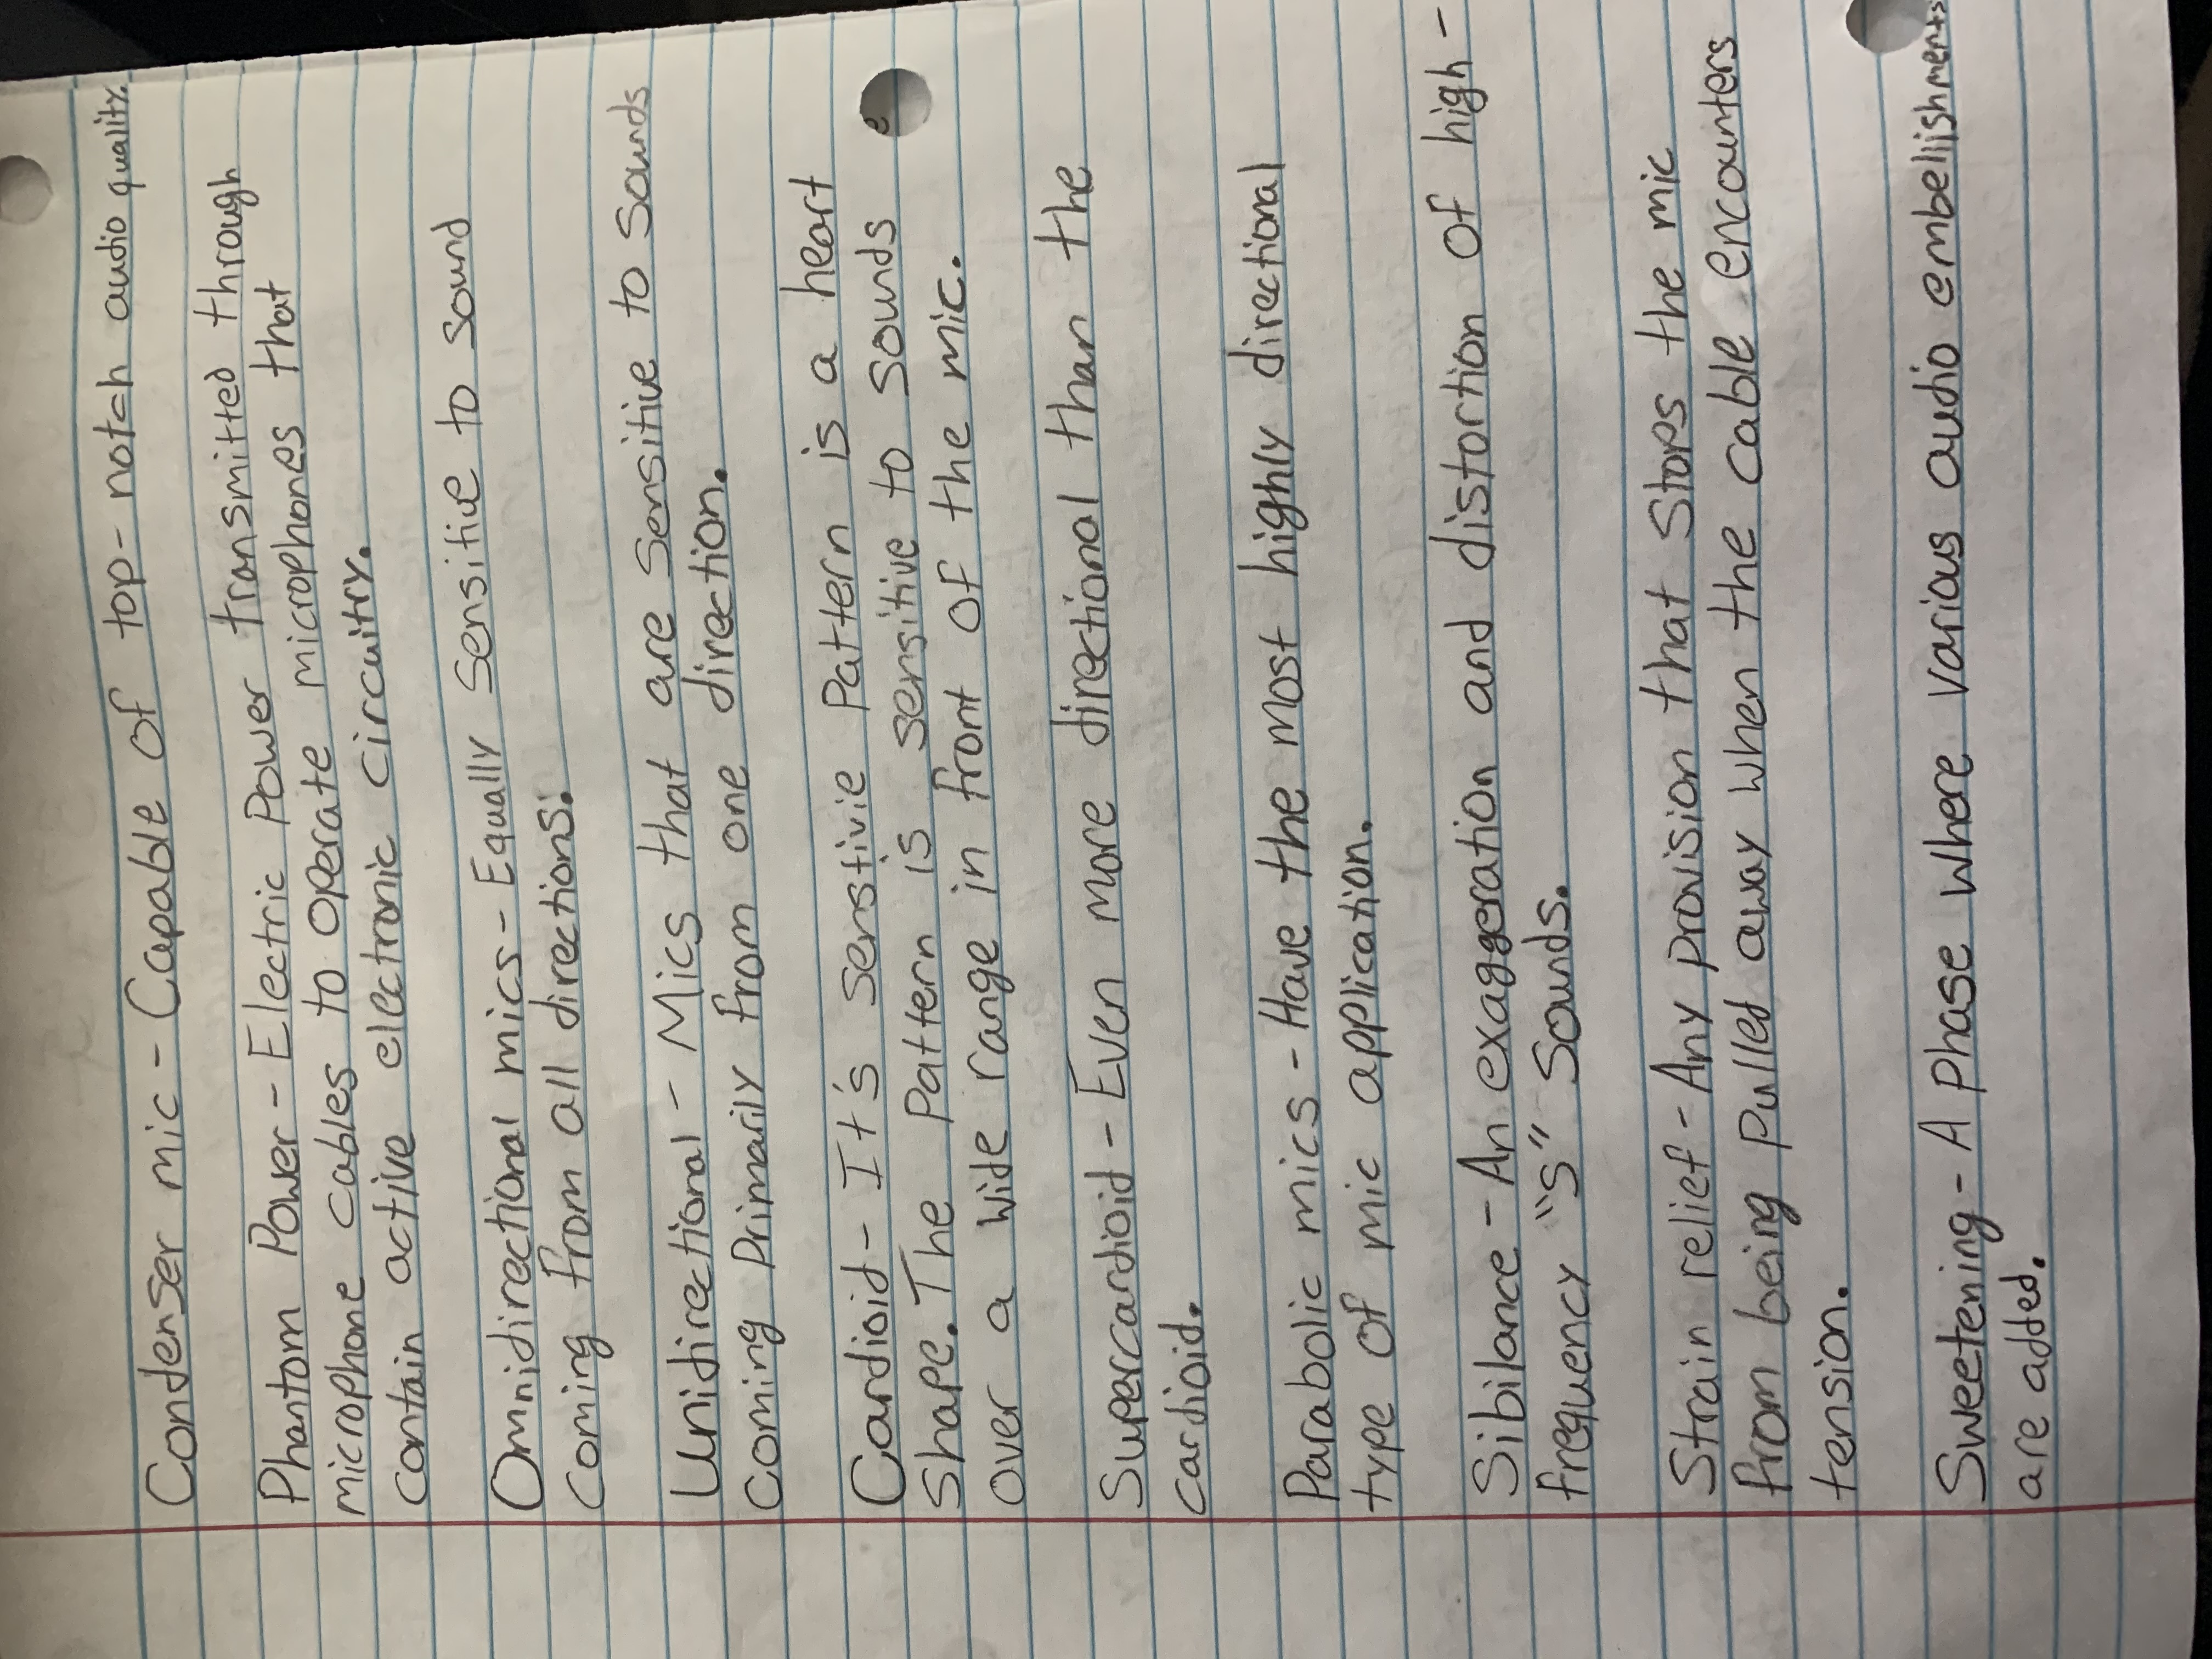 Condenser mic - Capable of top-notch audio quality.
Phantom Power - Electric Power transmitted through
microphone cables to operate microphones that
contain active electronic circuitry.
Omnidirectional mics - Equally Sensitive to Sound
Coming from all directions.
Unidirectional - Mics that are Sensitive to Sounds
Coming Primarily from one direction.
Cardioid - It's senstivie Pattern is a heart
Shape. The Pattern is sensitive to Sounds
over a wide range in front of the mic.
Supercardioid - Even more directional than the
cardioid.
Parabolic mics - Have the most highly directional
type of mic application.
Sibilance - An exaggeration and distortion of high-
frequency "S" Sounds.
Strain relief - Any provision that Stops the mic
from being Pulled away when the cable encounters
tension.
Sweetening - A Phase Where various audio embellishments
are added.